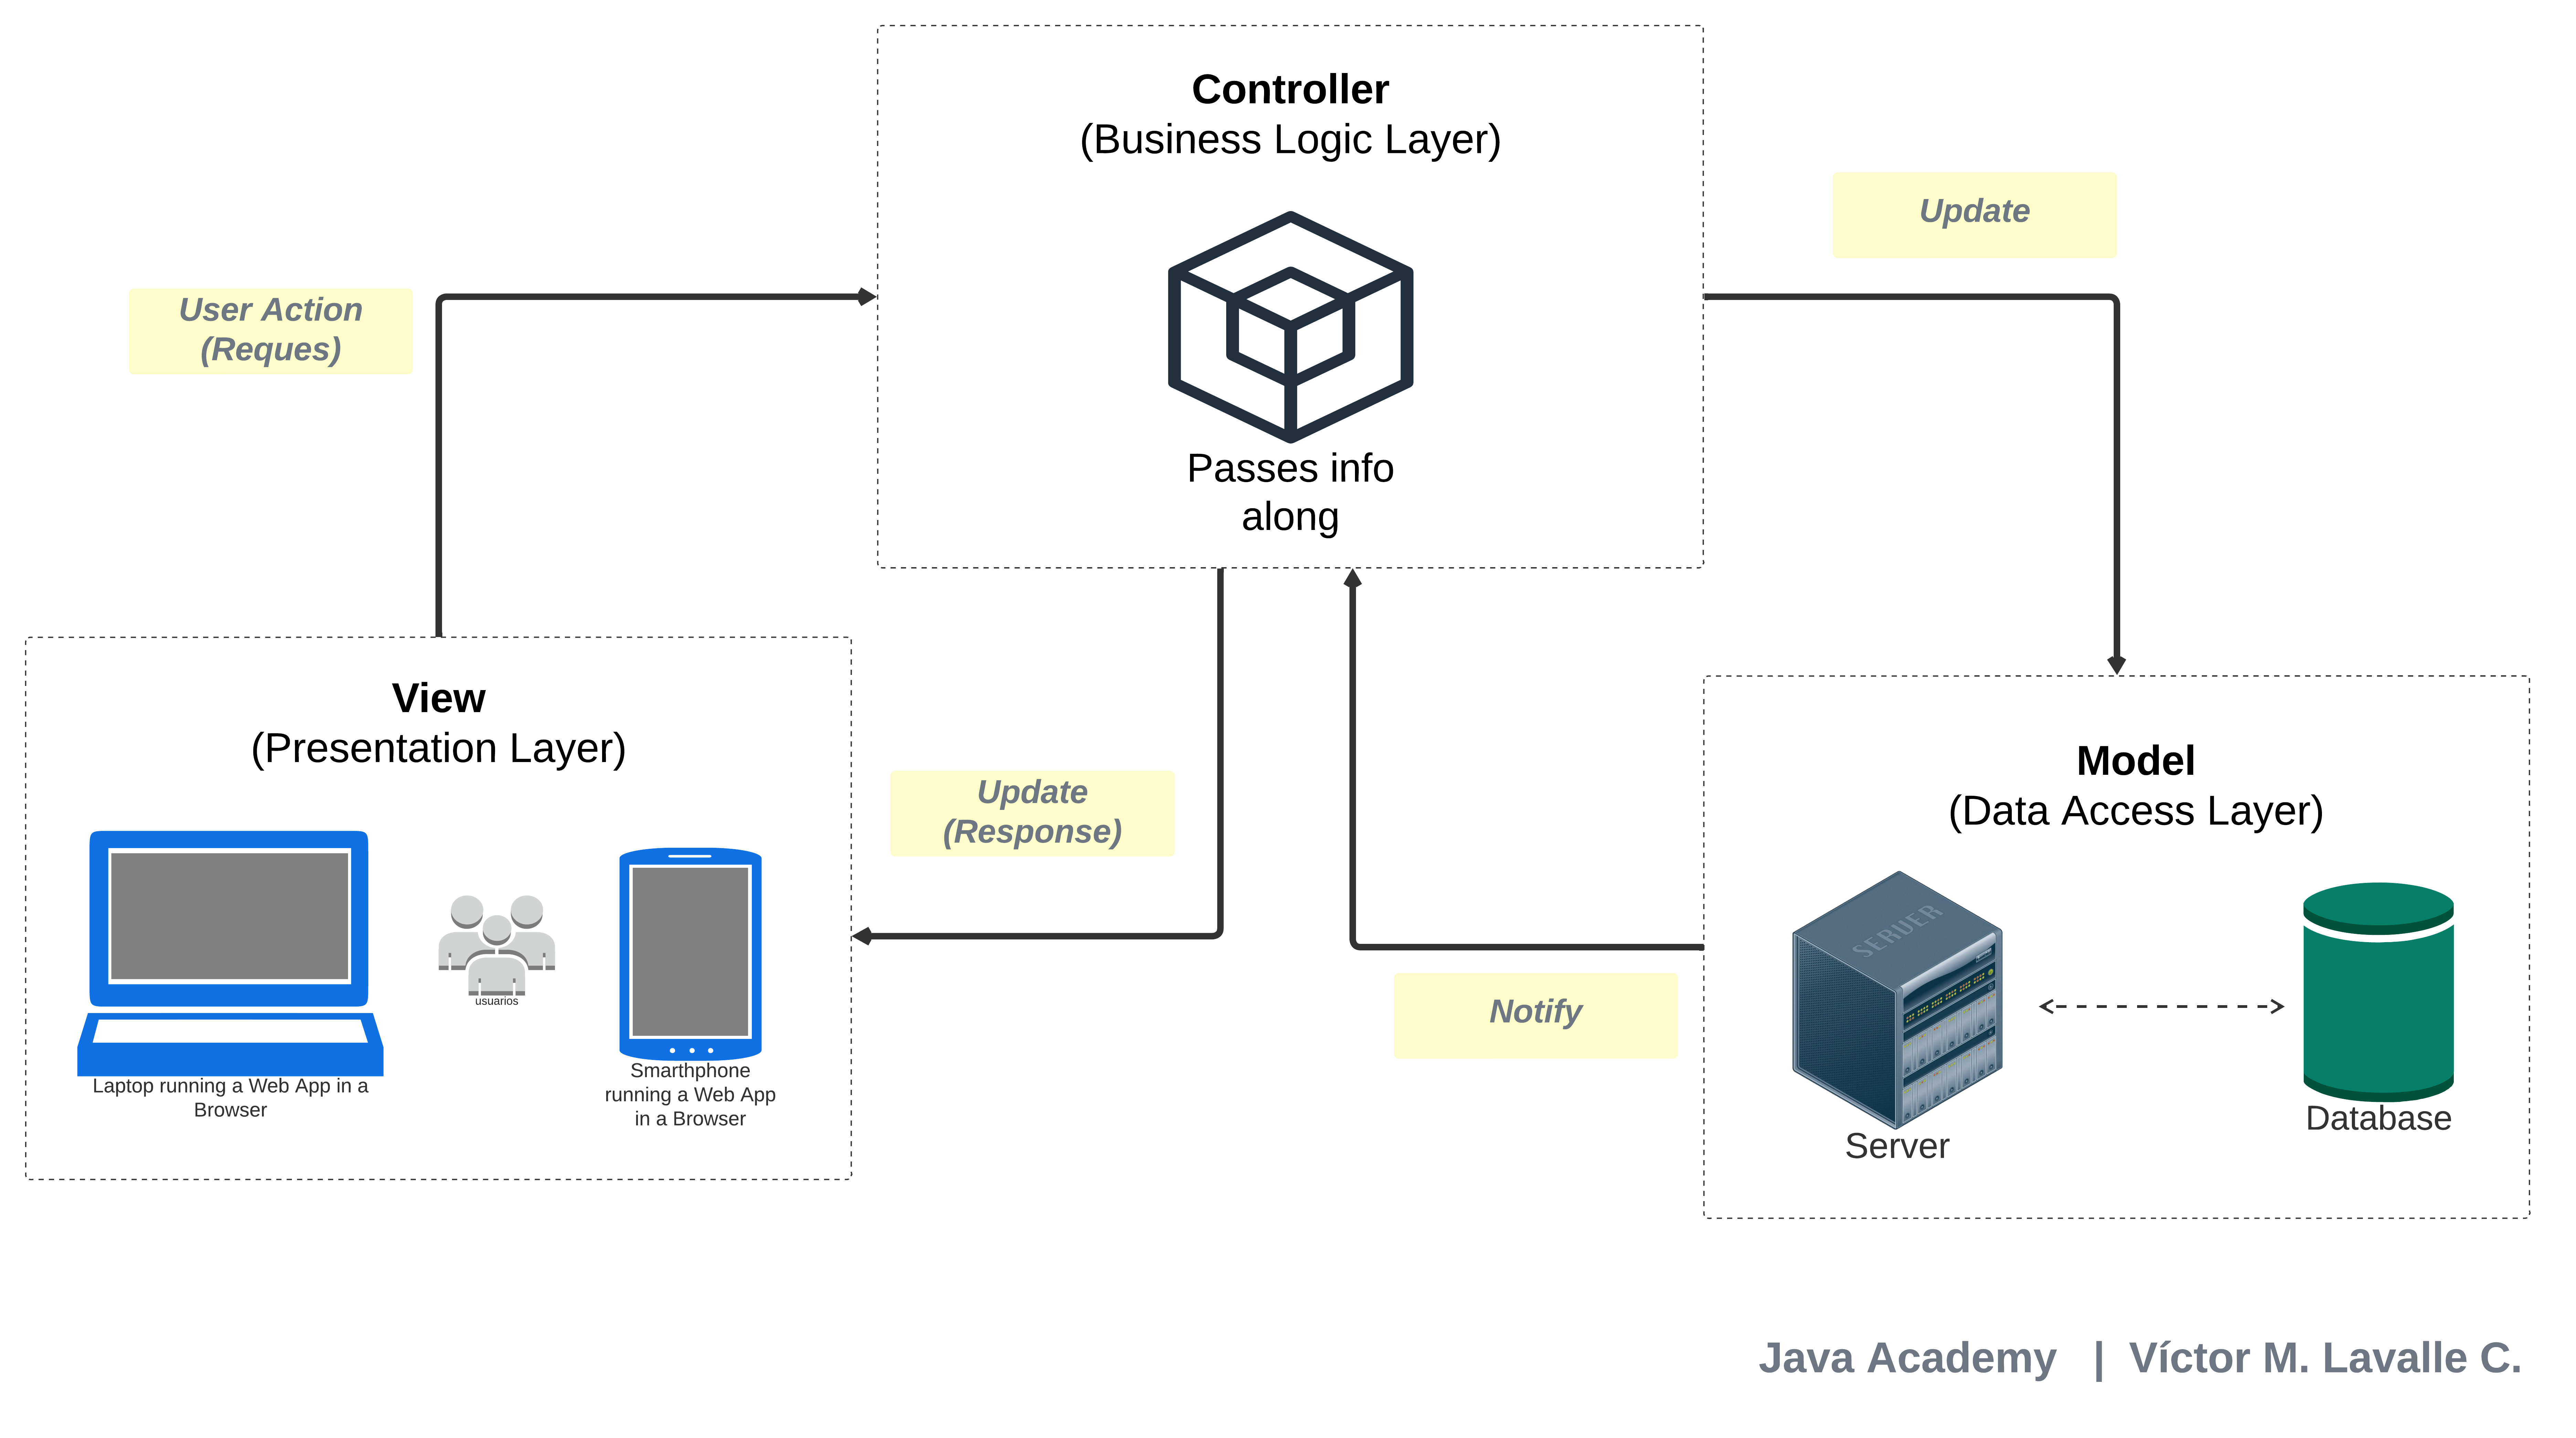 Controller
(Business Logic Layer)
Passes info
along
Update
User Action
(Reques)
View
(Presentation Layer)
Laptop running a Web App in a
Browser
usuarios
Smarthphone
running a Web App
in a Browser
Update
(Response)
Notify
Model
(Data Access Layer)
SERVER
Server
Database
Java Academy | Víctor M. Lavalle C.